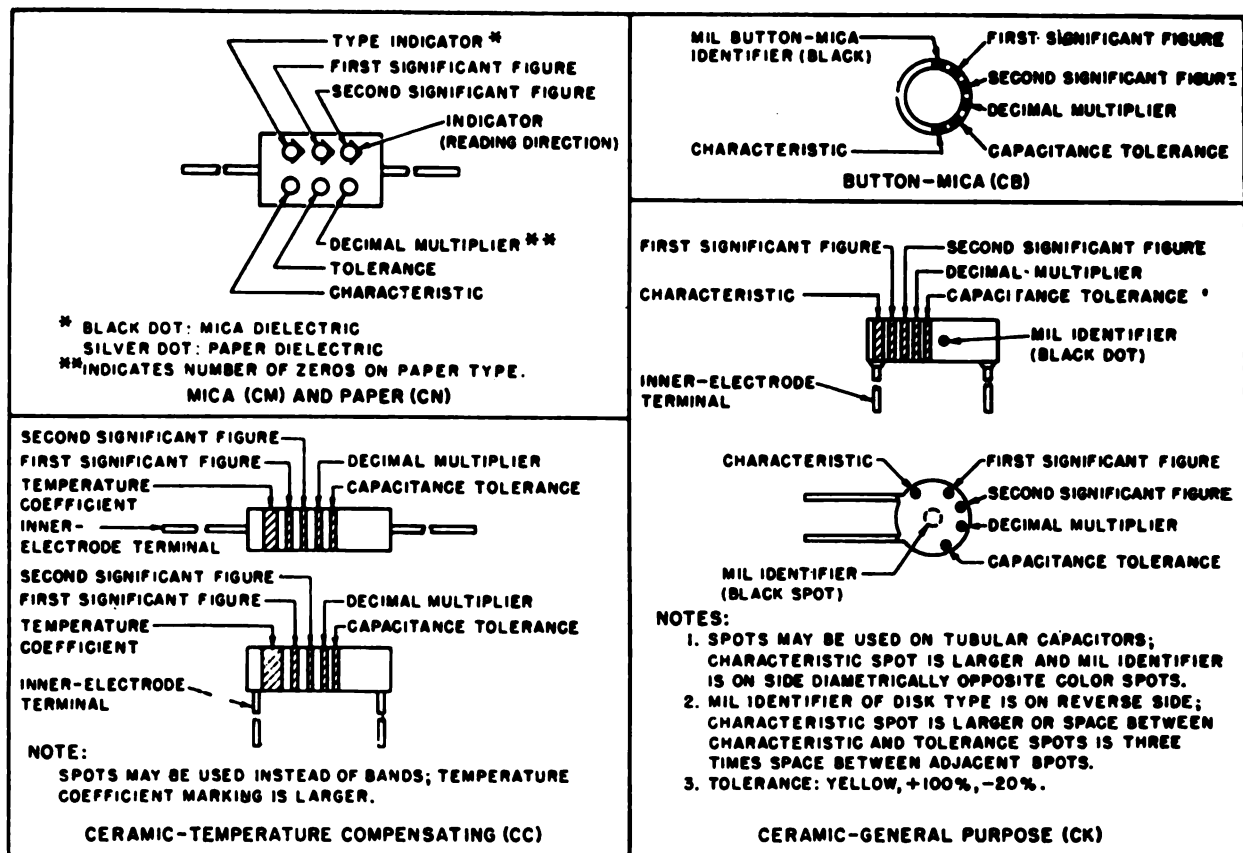 TYPE INDICATOR *
FIRST SIGNIFICANT FIGURE
SECOND SIGNIFICANT FIGURE
INDICATOR
(READING DIRECTION)
DECIMAL MULTIPLIER **
TOLERANCE
CHARACTERISTIC
* BLACK DOT: MICA DIELECTRIC
SILVER DOT: PAPER DIELECTRIC
**INDICATES NUMBER OF ZEROS ON PAPER TYPE.
MICA (CM) AND PAPER (CN)
MIL BUTTON-MICA
IDENTIFIER (BLACK)
FIRST SIGNIFICANT FIGURE
SECOND SIGNIFICANT FIGURE
DECIMAL MULTIPLIER
CHARACTERISTIC
CAPACITANCE TOLERANCE
BUTTON-MICA (CB)
SECOND SIGNIFICANT FIGURE
FIRST SIGNIFICANT FIGURE
DECIMAL MULTIPLIER
TEMPERATURE
COEFFICIENT
CAPACITANCE TOLERANCE
INNER-
ELECTRODE TERMINAL
SECOND SIGNIFICANT FIGURE
FIRST SIGNIFICANT FIGURE
DECIMAL MULTIPLIER
TEMPERATURE
COEFFICIENT
CAPACITANCE TOLERANCE
INNER-ELECTRODE
TERMINAL
NOTE:
SPOTS MAY BE USED INSTEAD OF BANDS; TEMPERATURE
COEFFICIENT MARKING IS LARGER.
CERAMIC-TEMPERATURE COMPENSATING (CC)
FIRST SIGNIFICANT FIGURE
SECOND SIGNIFICANT FIGURE
DECIMAL-MULTIPLIER
CHARACTERISTIC
CAPACITANCE TOLERANCE
MIL IDENTIFIER
(BLACK DOT)
INNER-ELECTRODE
TERMINAL
CHARACTERISTIC
FIRST SIGNIFICANT FIGURE
SECOND SIGNIFICANT FIGURE
DECIMAL MULTIPLIER
CAPACITANCE TOLERANCE
MIL IDENTIFIER
(BLACK SPOT)
NOTES:
1. SPOTS MAY BE USED ON TUBULAR CAPACITORS;
CHARACTERISTIC SPOT IS LARGER AND MIL IDENTIFIER
IS ON SIDE DIAMETRICALLY OPPOSITE COLOR SPOTS.
2. MIL IDENTIFIER OF DISK TYPE IS ON REVERSE SIDE;
CHARACTERISTIC SPOT IS LARGER OR SPACE BETWEEN
CHARACTERISTIC AND TOLERANCE SPOTS IS THREE
TIMES SPACE BETWEEN ADJACENT SPOTS.
3. TOLERANCE: YELLOW, +100%, -20%.
CERAMIC-GENERAL PURPOSE (CK)